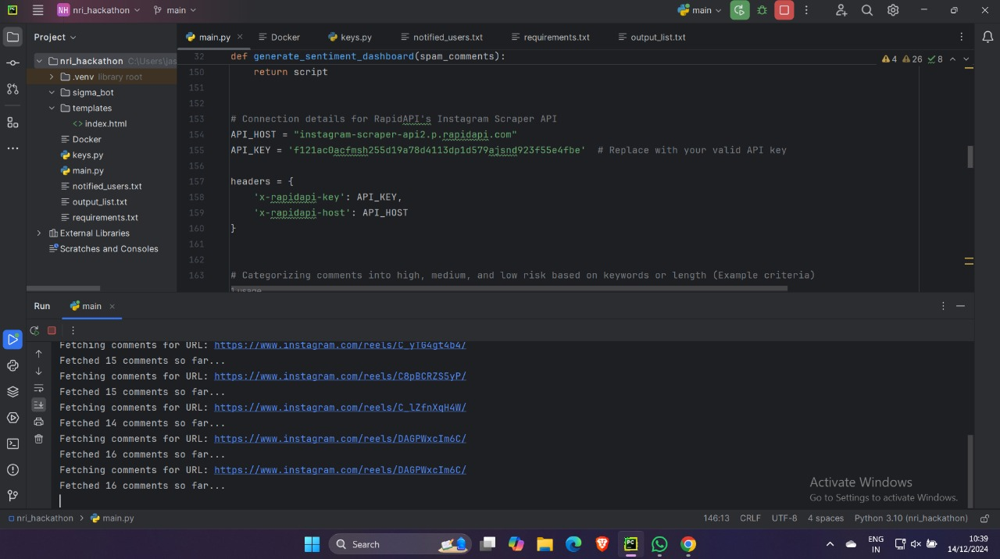 NH nri_hackathon main main
Project main.py Docker keys.py notified_users.txt requirements.txt output_list.txt
nri_hackathon C:\Users\jas
.venv library root
sigma_bot
templates
index.html
Docker
keys.py
main.py
notified_users.txt
output_list.txt
requirements.txt
External Libraries
Scratches and Consoles
32 def generate_sentiment_dashboard(spam_comments): 4 26 8
150 return script
151
152
153 # Connection details for RapidAPI's Instagram Scraper API
154 API_HOST = "instagram-scraper-api2.p.rapidapi.com"
155 API_KEY = 'f121ac0acfmsh255d19a78d4113dp1d579ajsnd923f55e4fbe' # Replace with your valid API key
156
157 headers = {
158 'x-rapidapi-key': API_KEY,
159 'x-rapidapi-host': API_HOST
160 }
161
162
163 # Categorizing comments into high, medium, and low risk based on keywords or length (Example criteria)
1 usage
Run main
Fetching comments for URL: https://www.instagram.com/reels/C_yTG4gt4b4/
Fetched 15 comments so far...
Fetching comments for URL: https://www.instagram.com/reels/C8pBCRZS5yP/
Fetched 15 comments so far...
Fetching comments for URL: https://www.instagram.com/reels/C_lZfnXqH4W/
Fetched 14 comments so far...
Fetching comments for URL: https://www.instagram.com/reels/DAGPWxcIm6C/
Fetched 16 comments so far...
Fetching comments for URL: https://www.instagram.com/reels/DAGPWxcIm6C/
Fetched 16 comments so far...
Activate Windows
Go to Settings to activate Windows.
nri_hackathon > main.py 146:13 CRLF UTF-8 4 spaces Python 3.10 (nri_hackathon)
Search
ENG
IN
10:39
14/12/2024